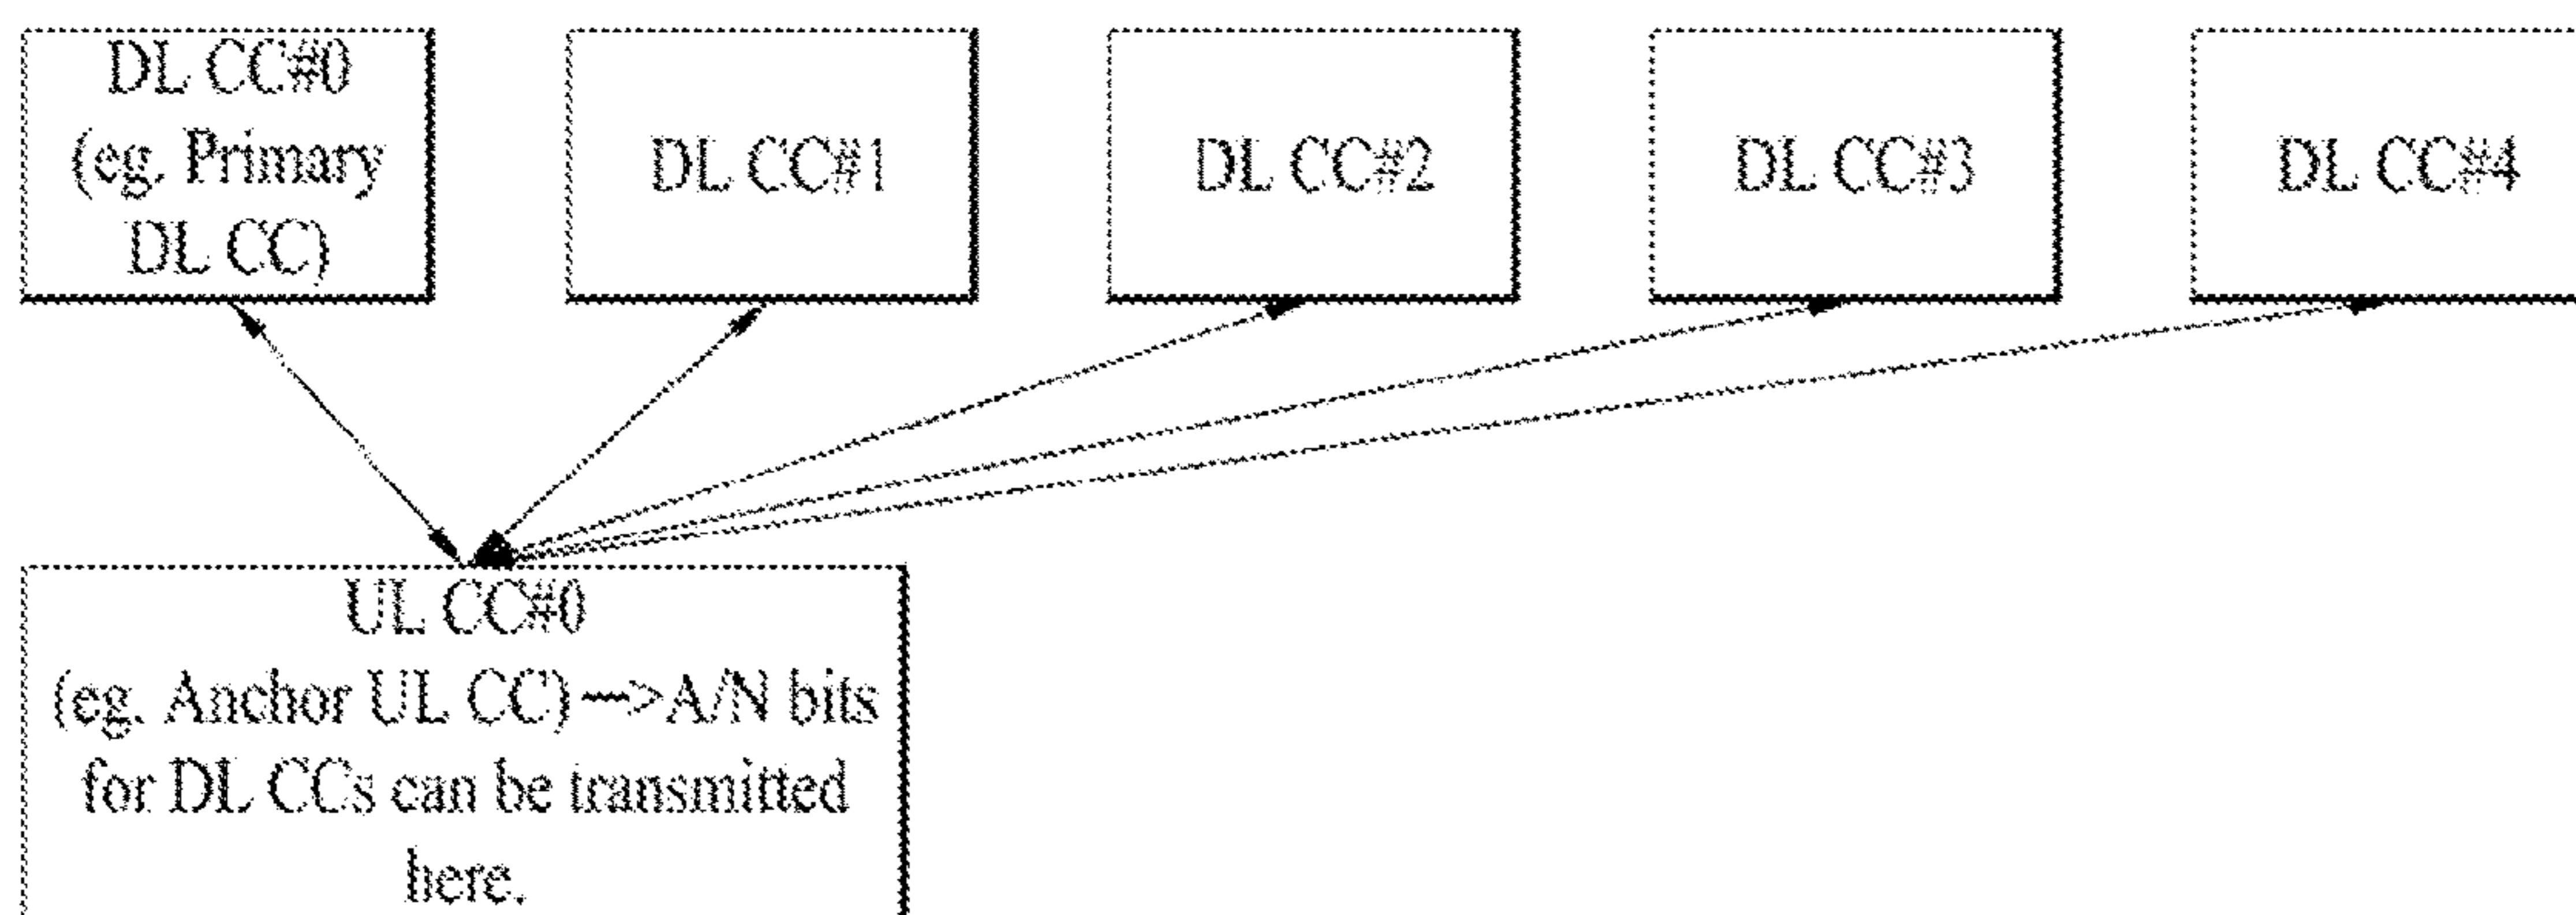 DL CC#0
(eg. Primary
DL CC)
DL CC#1
DL CC#2
DL CC#3
DL CC#4
UL CC#0
(eg. Anchor UL CC)-->A/N bits
for DL CCs can be transmitted
here.